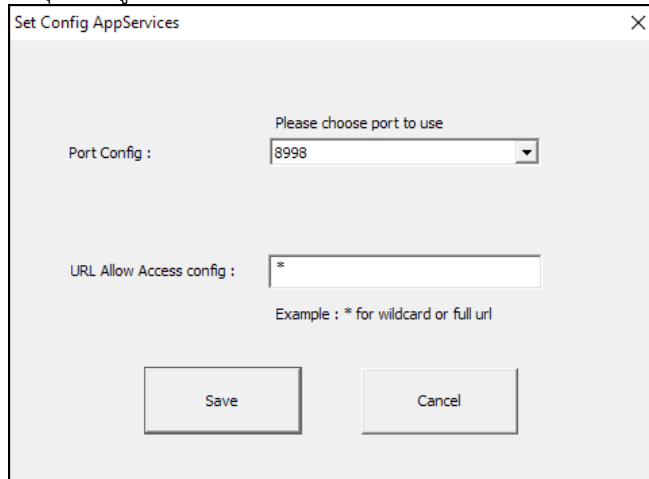 Set Config AppServices
Please choose port to use
Port Config :
8998
URL Allow Access config :
*
Example : * for wildcard or full url
Save
Cancel